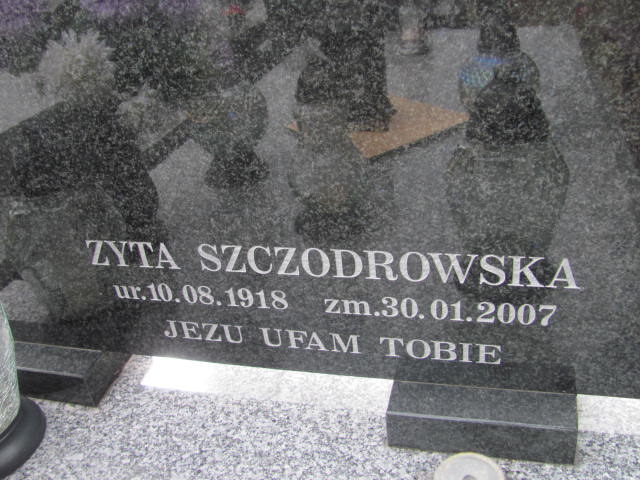 ZYTA SZCZODROWSKA
ur.10.08.1918 zm.30.01.2007
JEZU UFAM TOBIE